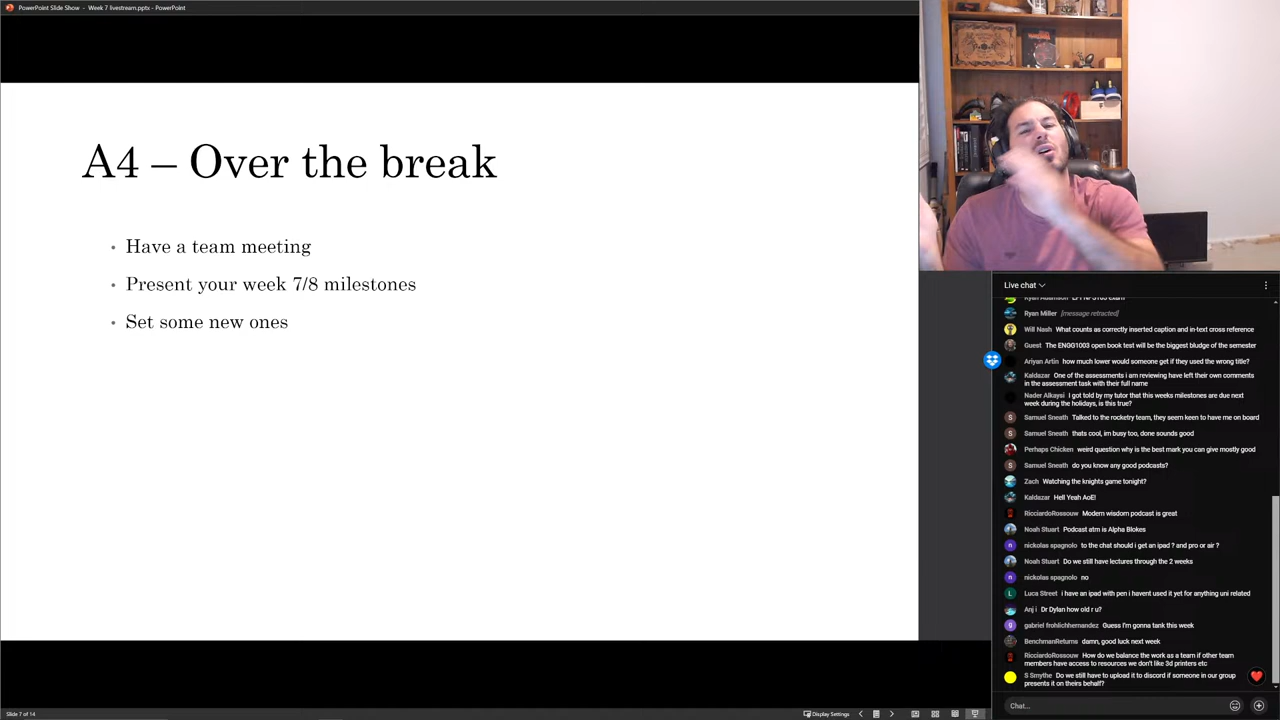 PowerPoint Slide Show - Week 7 livestream.pptx - PowerPoint
A4 – Over the break
• Have a team meeting
• Present your week 7/8 milestones
• Set some new ones
Live chat
Ryan Miller [message retracted]
Will Nash What counts as correctly inserted caption and in-text cross reference
Guest The ENGG1003 open book test will be the biggest bludge of the semester
Ariyan Artin how much lower would someone get if they used the wrong title?
Kaldazar One of the assessments i am reviewing have left their own comments
in the assessment task with their full name
Nader Alkaysi I got told by my tutor that this weeks milestones are due next
week during the holidays, is this true?
S Samuel Sneath Talked to the rocketry team, they seem keen to have me on board
S Samuel Sneath thats cool, im busy too, done sounds good
Perhaps Chicken weird question why is the best mark you can give mostly good
S Samuel Sneath do you know any good podcasts?
Zach Watching the knights game tonight?
Kaldazar Hell Yeah AoE!
RicciardoRossouw Modern wisdom podcast is great
Noah Stuart Podcast atm is Alpha Blokes
n nickolas spagnolo to the chat should i get an ipad ? and pro or air ?
Noah Stuart Do we still have lectures through the 2 weeks
n nickolas spagnolo no
L Luca Street i have an ipad with pen i havent used it yet for anything uni related
Anj i Dr Dylan how old r u?
g gabriel frohlichhernandez Guess I'm gonna tank this week
BenchmanReturns damn, good luck next week
RicciardoRossouw How do we balance the work as a team if other team
members have access to resources we don't like 3d printers etc
S Smythe Do we still have to upload it to discord if someone in our group
presents it on theirs behalf?
Chat...
Slide 7 of 14
Display Settings